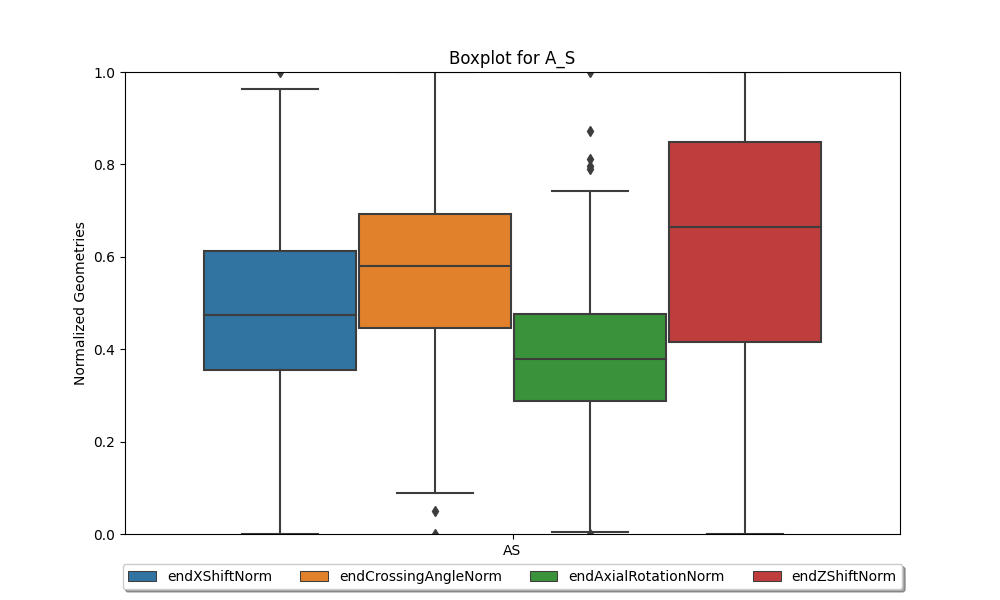 Boxplot for A_S
1.0
0.8
0.6
0.4
0.2
0.0
Normalized Geometries
AS
endXShiftNorm endCrossingAngleNorm endAxialRotationNorm endZShiftNorm